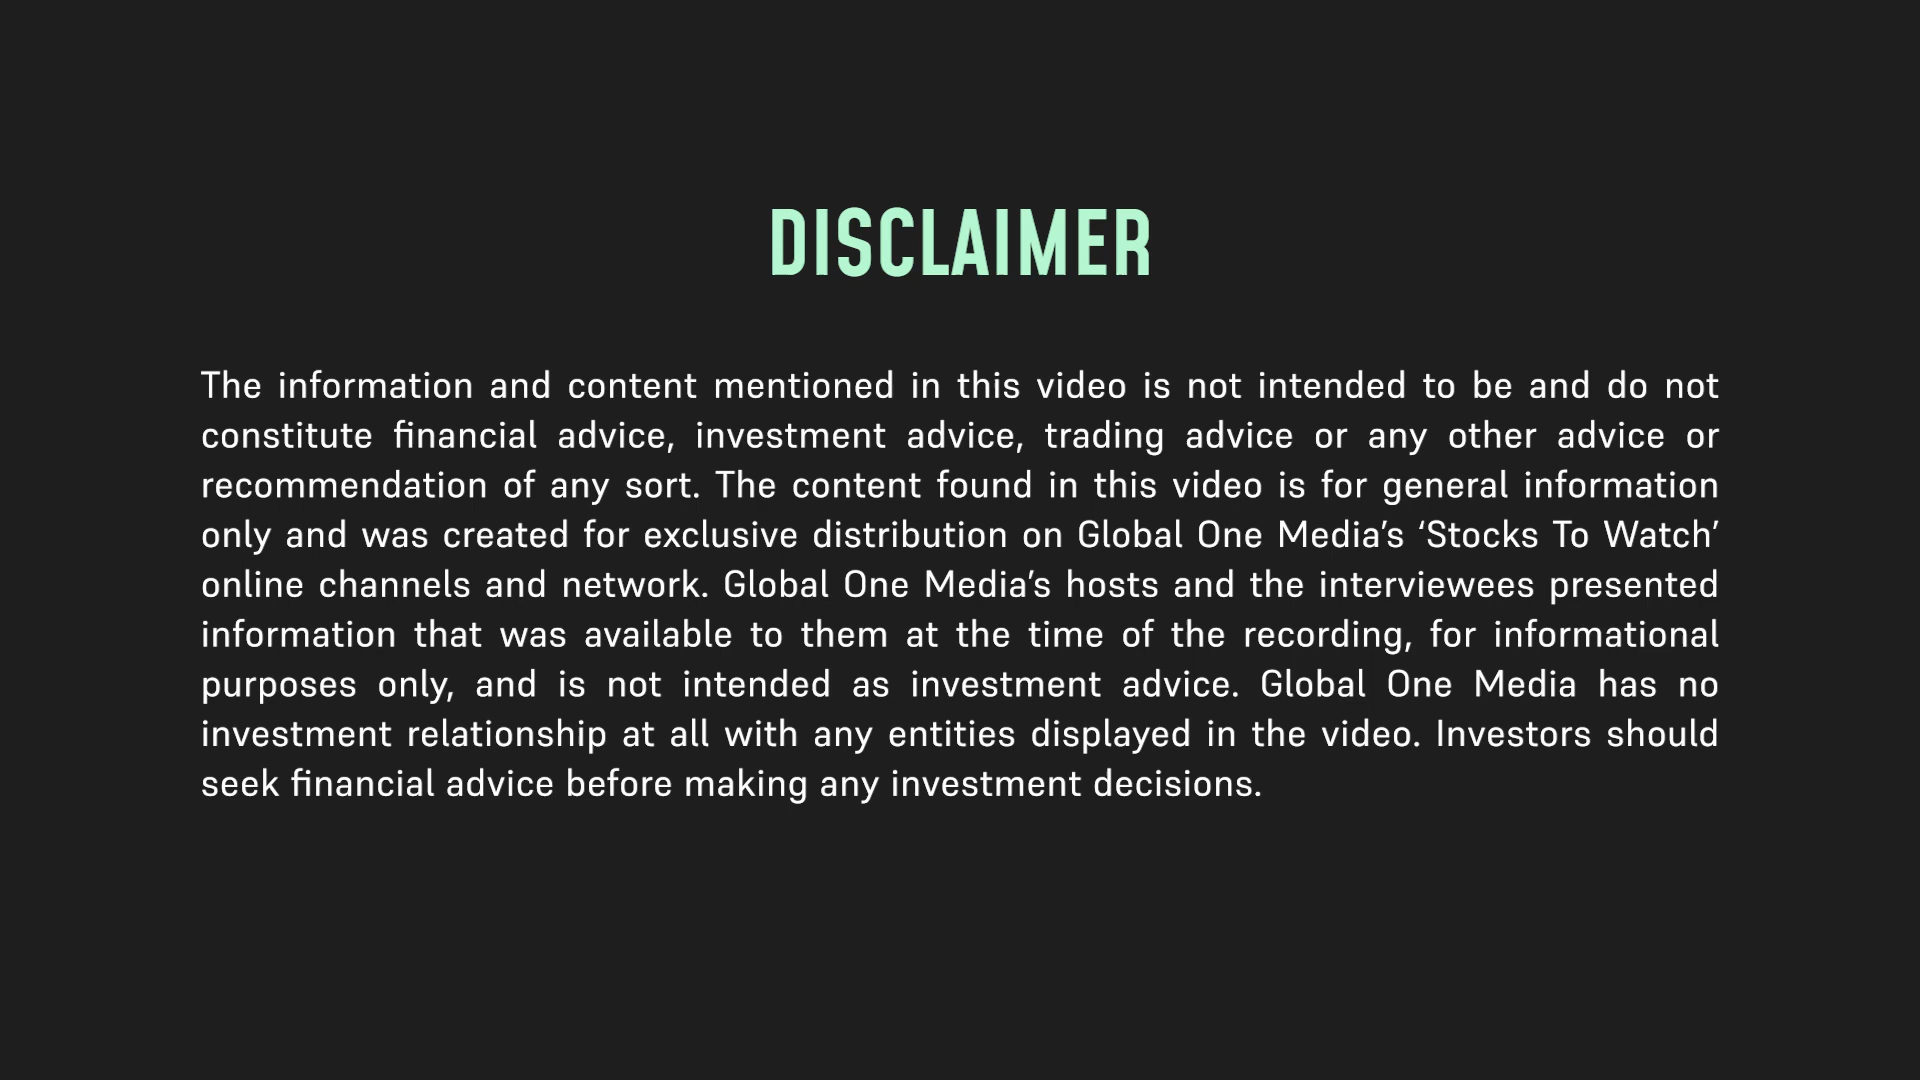 DISCLAIMER
The information and content mentioned in this video is not intended to be and do not
constitute financial advice, investment advice, trading advice or any other advice or
recommendation of any sort. The content found in this video is for general information
only and was created for exclusive distribution on Global One Media’s ‘Stocks To Watch’
online channels and network. Global One Media’s hosts and the interviewees presented
information that was available to them at the time of the recording, for informational
purposes only, and is not intended as investment advice. Global One Media has no
investment relationship at all with any entities displayed in the video. Investors should
seek financial advice before making any investment decisions.